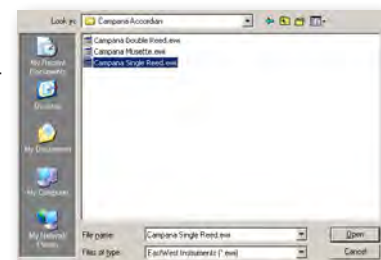 Look in: Campana Accordian
My Recent Documents
Desktop
My Documents
My Computer
My Network Places
Campana Double Reed.ewi
Campana Musette.ewi
Campana Single Reed.ewi
File name: Campana Single Reed.ewi Open
Files of type: EastWest Instruments (*.ewi) Cancel